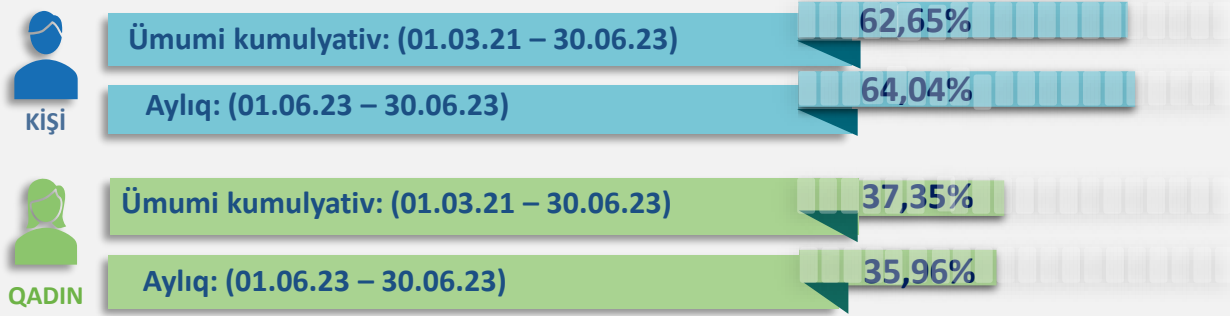 Ümumi kumulyativ: (01.03.21 – 30.06.23) 62,65%
Aylıq: (01.06.23 – 30.06.23) 64,04%
KİŞİ
Ümumi kumulyativ: (01.03.21 – 30.06.23) 37,35%
Aylıq: (01.06.23 – 30.06.23) 35,96%
QADIN